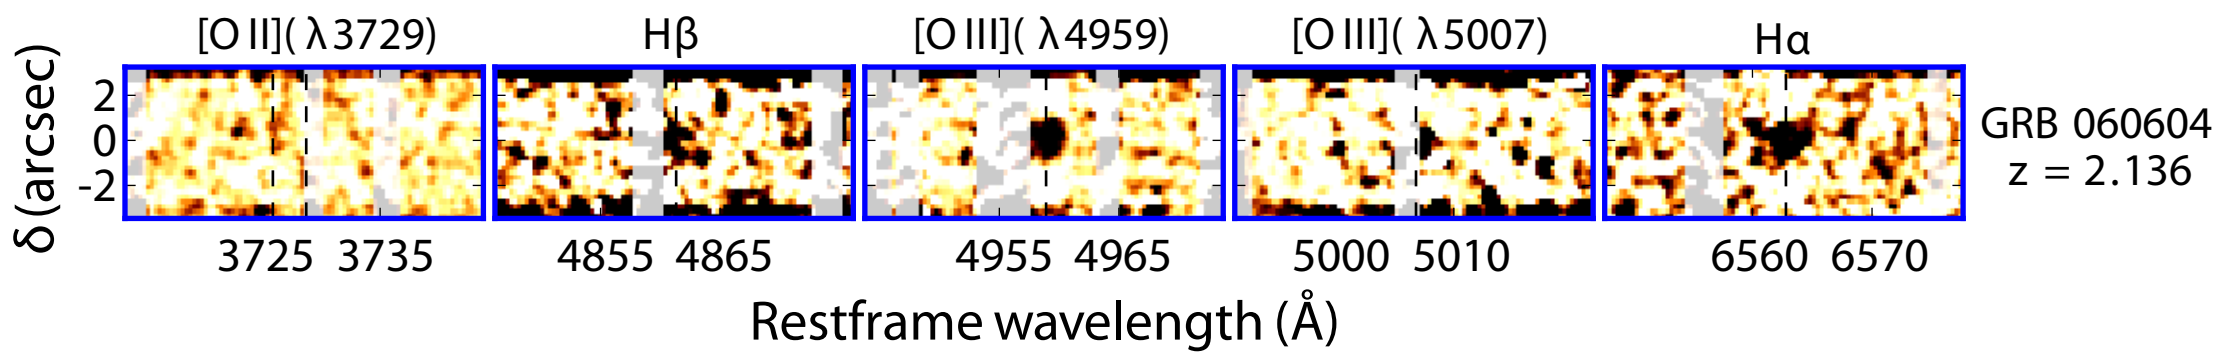 [O II](λ3729) Hβ [O III](λ4959) [O III](λ5007) Hα
δ (arcsec)
2
0
-2
GRB 060604
z = 2.136
3725 3735 4855 4865 4955 4965 5000 5010 6560 6570
Restframe wavelength (Å)